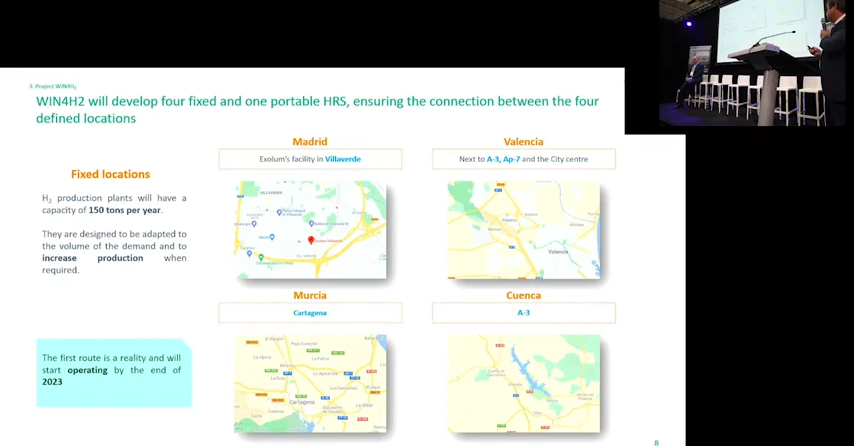 3. Project WIN4H2
WIN4H2 will develop four fixed and one portable HRS, ensuring the connection between the four
defined locations
Fixed locations
H2 production plants will have a
capacity of 150 tons per year.
They are designed to be adapted to
the volume of the demand and to
increase production when
required.
The first route is a reality and will
start operating by the end of
2023
Madrid
Exolum's facility in Villaverde
Valencia
Next to A-3, Ap-7 and the City centre
Valencia
Murcia
Cartagena
Cartagena
Cuenca
A-3
8